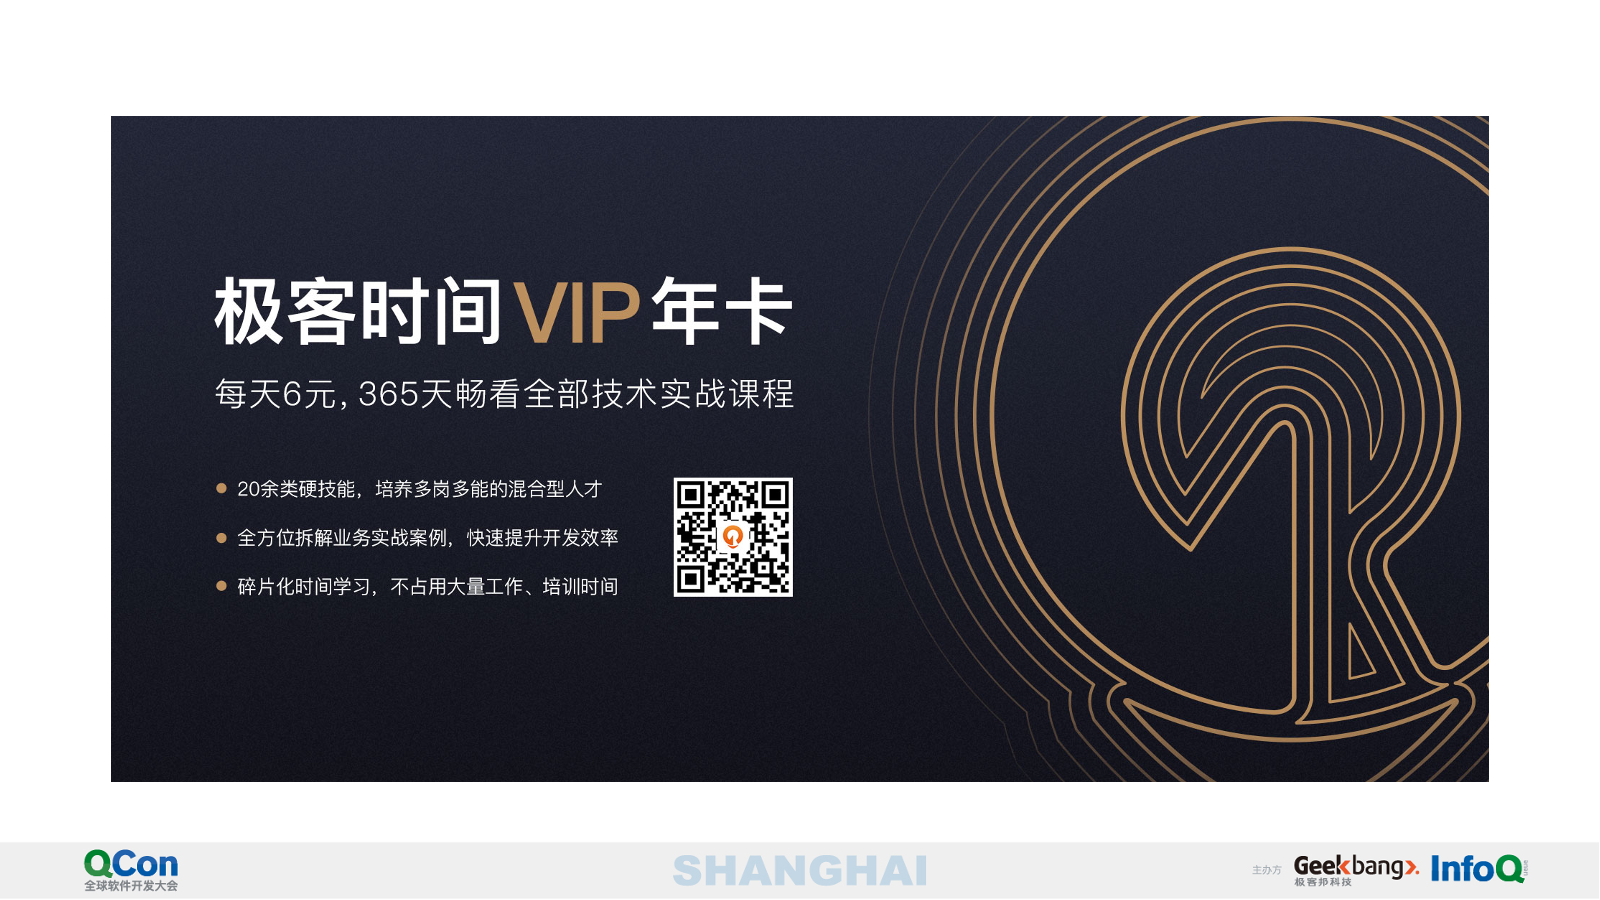 极客时间VIP年卡
每天6元，365天畅看全部技术实战课程
20余类硬技能，培养多岗多能的混合型人才
全方位拆解业务实战案例，快速提升开发效率
碎片化时间学习，不占用大量工作、培训时间
QCon
全球软件开发大会
SHANGHAI
主办方
Geekbang>.
极客邦科技
InfoQ